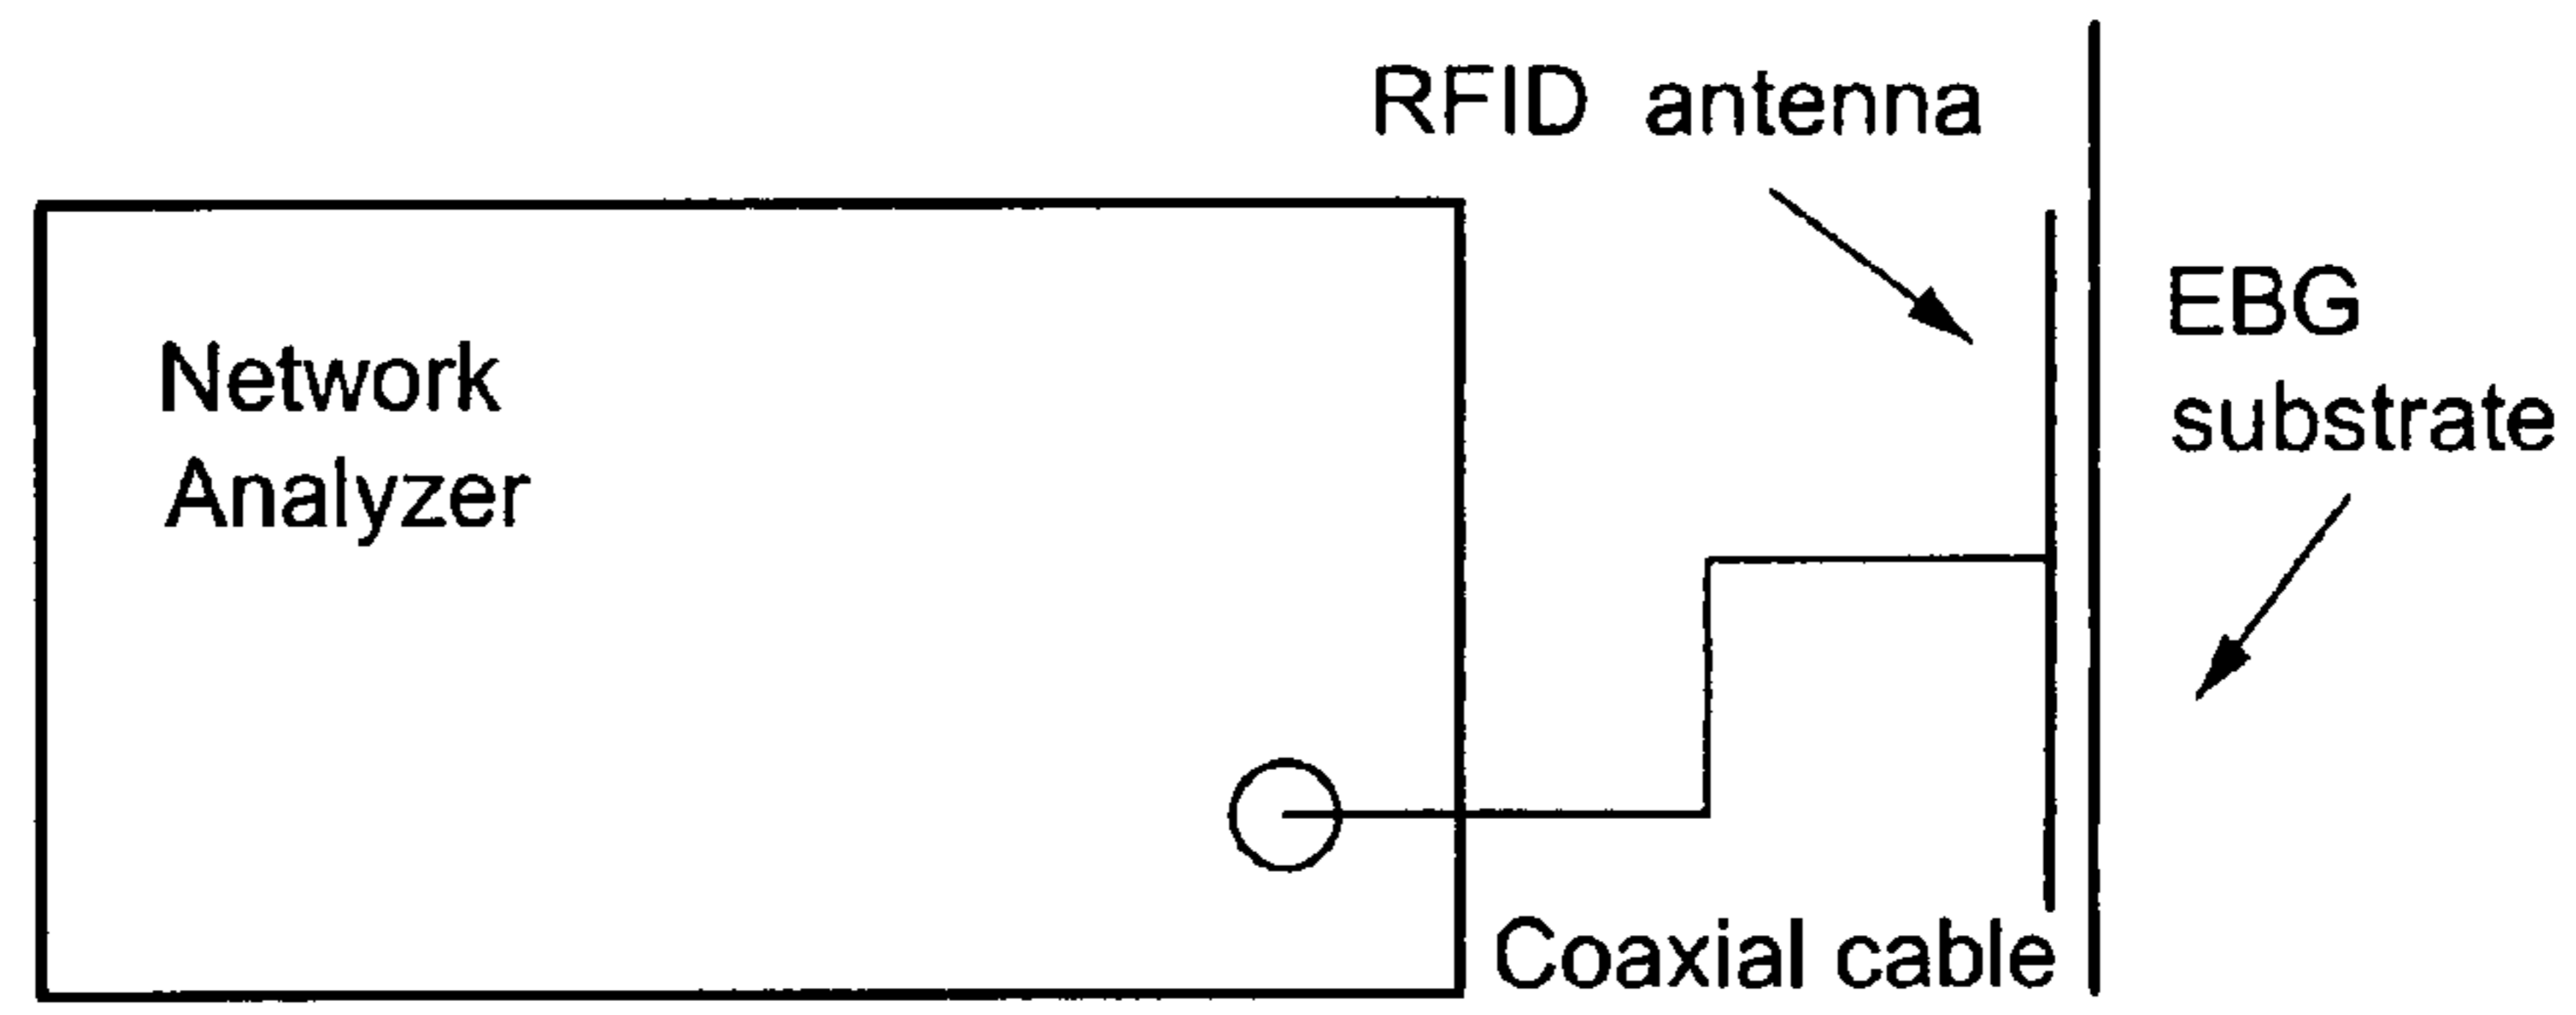 RFID antenna
EBG
substrate
Network
Analyzer
Coaxial cable